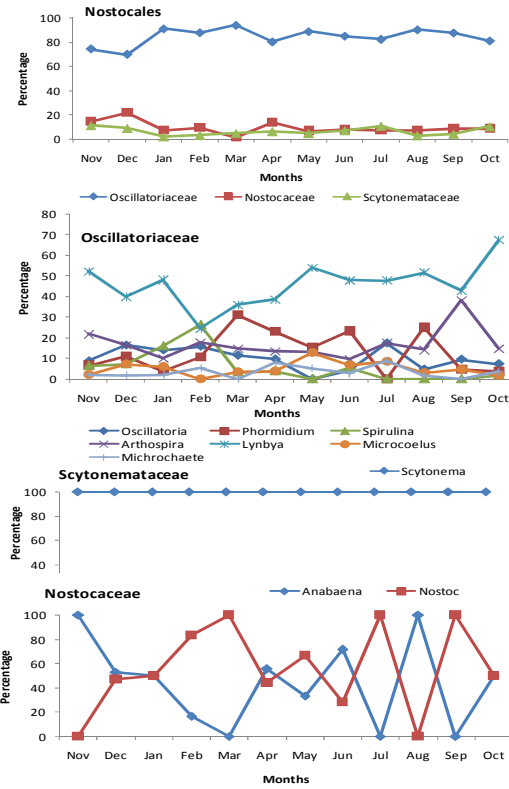 Nostocales
100
80
60
40
20
0
Percentage
Nov Dec Jan Feb Mar Apr May Jun Jul Aug Sep Oct
Months
Oscillatoriaceae Nostocaceae Scytonemataceae
80
70
60
50
40
30
20
10
0
Oscillatoriaceae
Percentage
Nov Dec Jan Feb Mar Apr May Jun Jul Aug Sep Oct
Months
Oscillatoria Phormidium Spirulina
Arthospira Lynbya Microcoelus
Michrochaete
Scytonemataceae
Scytonema
100
80
60
40
Percentage
Nostocaceae
Anabaena Nostoc
100
80
60
40
20
0
Percentage
Nov Dec Jan Feb Mar Apr May Jun Jul Aug Sep Oct
Months